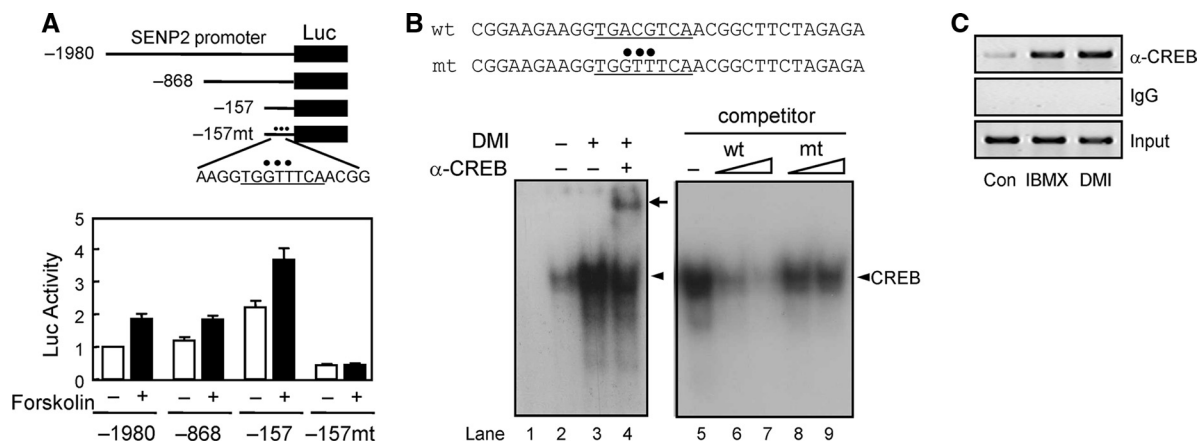 A
SENP2 promoter Luc
–1980
–868
–157
–157mt
AAGGTGGTTTCAACGG
Luc Activity
5
4
3
2
1
0
Forskolin – + – + – + – +
–1980 –868 –157 –157mt
B
wt CGGAAGAAGGTGACGTCAACGGCTTCTAGAGA
mt CGGAAGAAGGTGGTTTCAACGGCTTCTAGAGA
competitor
DMI – + + wt mt
α-CREB – – + –
CREB
Lane 1 2 3 4 5 6 7 8 9
C
α-CREB
IgG
Input
Con IBMX DMI